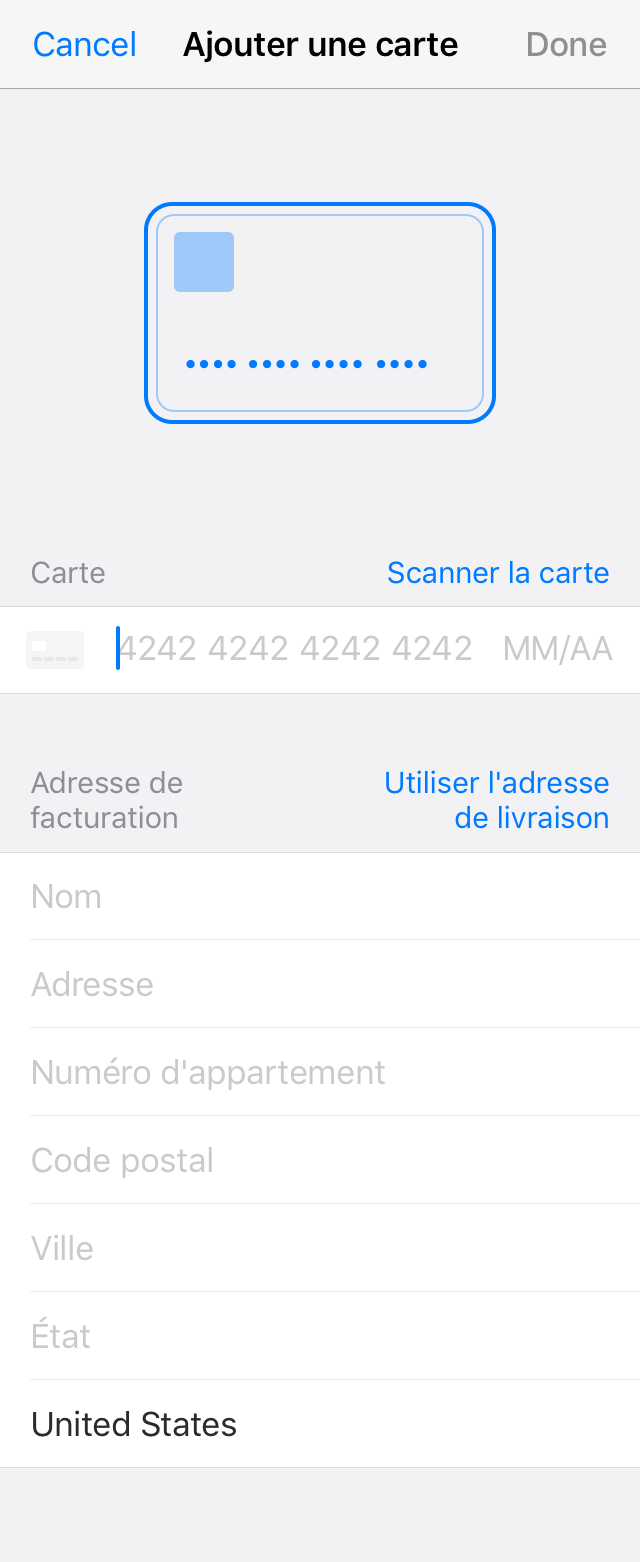 Cancel Ajouter une carte Done
Carte Scanner la carte
4242 4242 4242 4242 MM/AA
Adresse de facturation
Utiliser l'adresse de livraison
Nom
Adresse
Numéro d'appartement
Code postal
Ville
État
United States